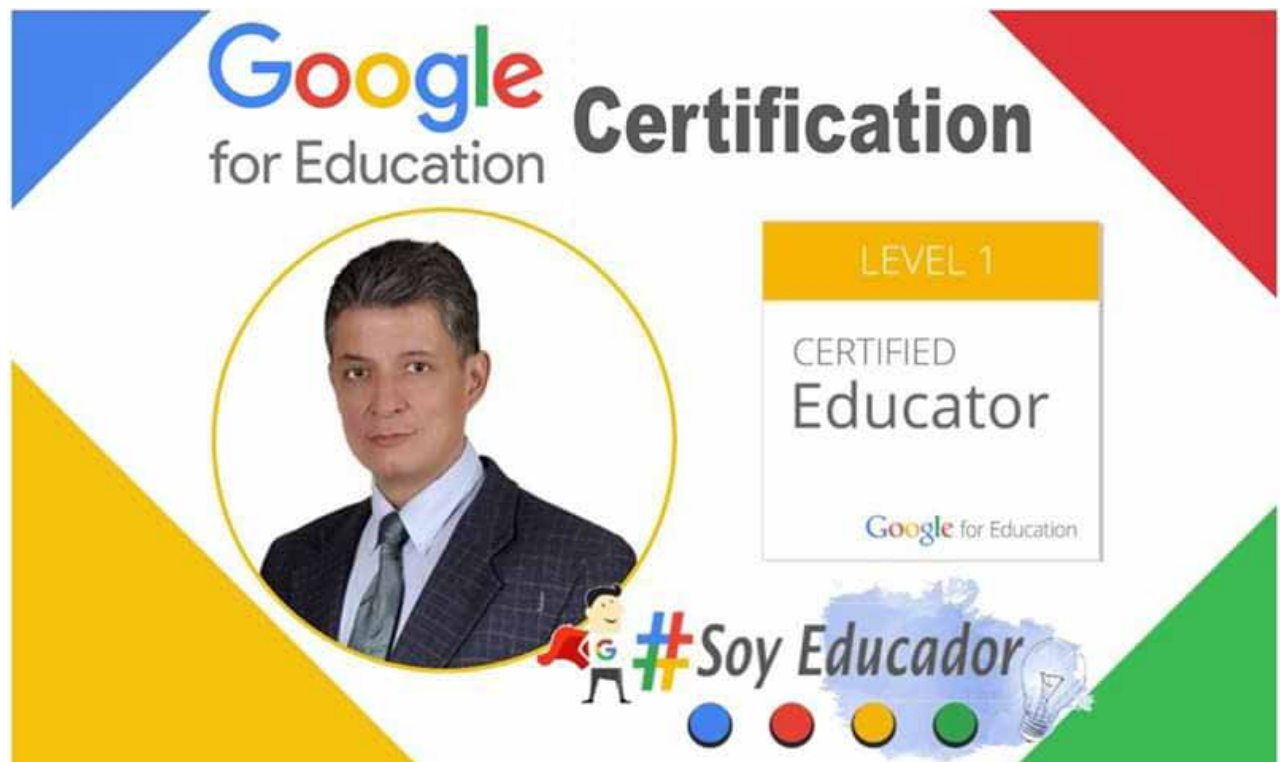 Google
for Education
Certification
LEVEL 1
CERTIFIED
Educator
Google for Education
G
#Soy Educador